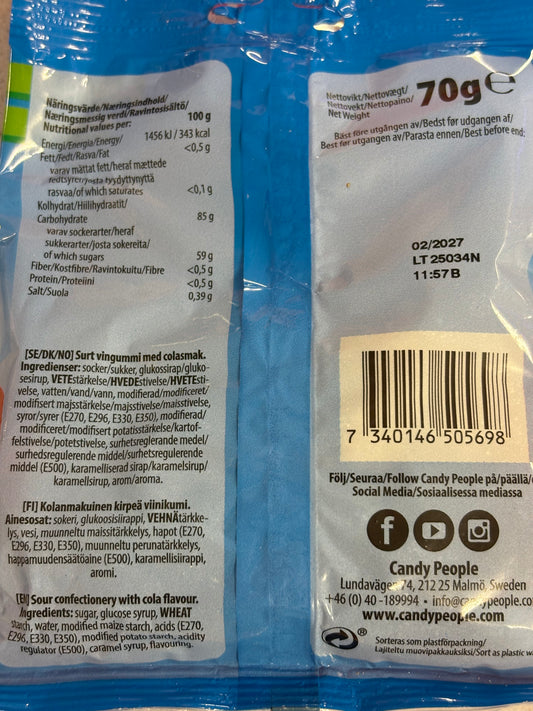 Näringsvärde/Næringsindhold/
Næringsmessig verdi/Ravintosisältö/
Nutritional values per: 100 g
Energi/Energia/Energy/ 1456 kJ / 343 kcal
Fett/Fedt/Rasva/Fat <0,5 g
varav mättat fett/heraf mættede
fedtsyrer/josta tyydyttynyttä
rasvaa/of which saturates <0,1 g
Kolhydrat/Hiilihydraatit/
Carbohydrate 85 g
varav sockerarter/heraf
sukkerarter/josta sokereita/
of which sugars 59 g
Fiber/Kostfibre/Ravintokuitu/Fibre <0,5 g
Protein/Proteiini <0,5 g
Salt/Suola 0,39 g
[SE/DK/NO] Surt vingummi med colasmak.
Ingredienser: socker/sukker, glukossirap/gluko-
sesirup, VETEstärkelse/HVEDEstivelse/HVETEsti-
velse, vatten/vand/vann, modifierad/modificeret/
modifisert majsstärkelse/majsstivelse/maisstivelse,
syror/syrer (E270, E296, E330, E350), modifierad/
modificeret/modifisert potatisstärkelse/kartof-
felstivelse/potetstivelse, surhetsreglerande medel/
surhedsregulerende middel/surhetsregulerende
middel (E500), karamelliserad sirap/karamelsirup/
karamellsirup, arom/aroma.
[FI] Kolanmakuinen kirpeä viinikumi.
Ainesosat: sokeri, glukoosisiirappi, VEHNÄtärkke-
lys, vesi, muunneltu maissitärkkelys, hapot (E270,
E296, E330, E350), muunneltu perunatärkkelys,
happamuudensäätöaine (E500), karamellisiirappi,
aromi.
Sour confectionery with cola flavour.
Ingredients: sugar, glucose syrup, WHEAT
starch, water, modified maize starch, acids (E270,
E296, E330, E350), modified potato starch, acidity
regulator (E500), caramel syrup, flavouring.
Nettovikt/Nettovægt/
Nettovekt/Nettopaino/
Net Weight
70g e
Bäst före utgången av/Bedst før udgangen af/
Best før utgangen av/Parasta ennen/Best before end:
02/2027
LT 25034N
11:57B
7 340146 505698
Följ/Seuraa/Follow Candy People på/päällä/
Social Media/Sosiaalisessa mediassa
Candy People
Lundavägen 74, 212 25 Malmö, Sweden
+46 (0) 40 -189994 • info@candypeople.co
www.candypeople.com
Sorteras som plastförpackning/
Lajiteltu muovipakkauksiksi/Sort as plastic